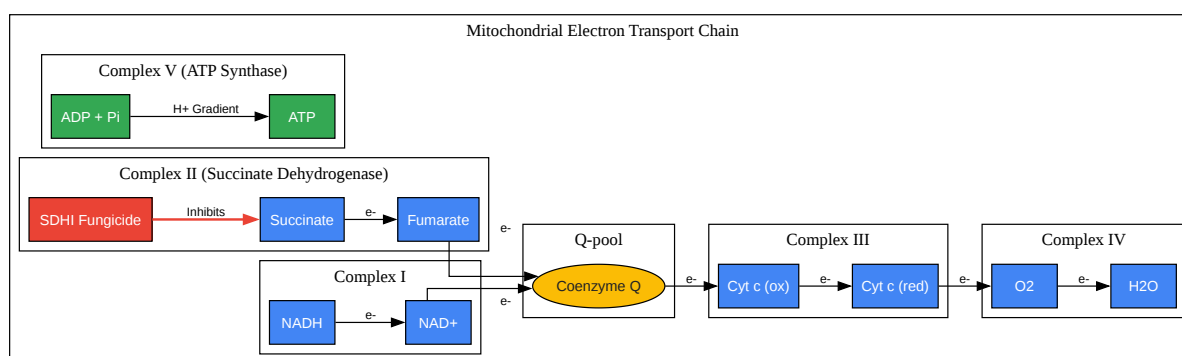 Mitochondrial Electron Transport Chain
Complex V (ATP Synthase)
ADP + Pi
H+ Gradient
ATP
Complex II (Succinate Dehydrogenase)
SDHI Fungicide
Inhibits
Succinate
e-
Fumarate
e-
Complex I
NADH
e-
NAD+
e-
Q-pool
Coenzyme Q
e-
Complex III
Cyt c (ox)
e-
Cyt c (red)
e-
Complex IV
O2
e-
H2O